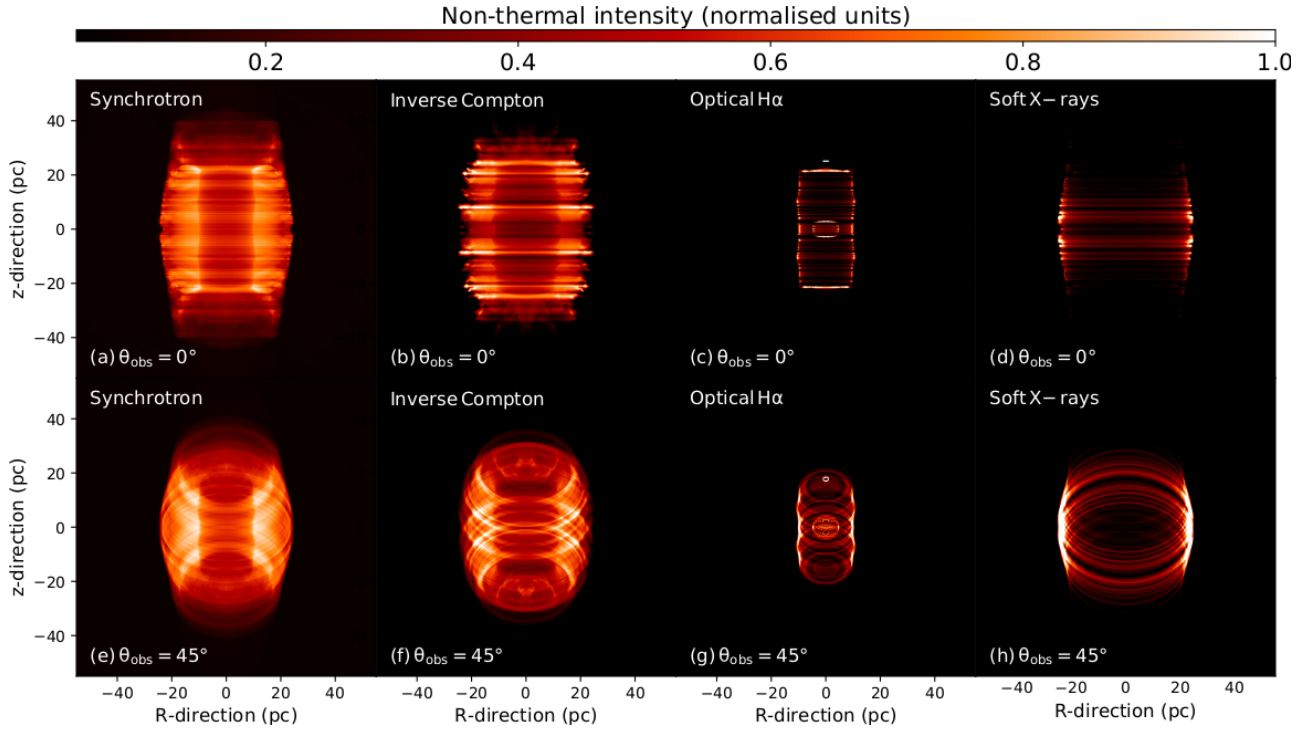 Non-thermal intensity (normalised units)
0.2 0.4 0.6 0.8 1.0
Synchrotron Inverse Compton Optical Hα Soft X− rays
40
20
0
−20
−40
z-direction (pc)
(a) θobs = 0° (b) θobs = 0° (c) θobs = 0° (d) θobs = 0°
Synchrotron Inverse Compton Optical Hα Soft X− rays
40
20
0
−20
−40
z-direction (pc)
(e) θobs = 45° (f) θobs = 45° (g) θobs = 45° (h) θobs = 45°
−40 −20 0 20 40 −40 −20 0 20 40 −40 −20 0 20 40 −40 −20 0 20 40
R-direction (pc) R-direction (pc) R-direction (pc) R-direction (pc)